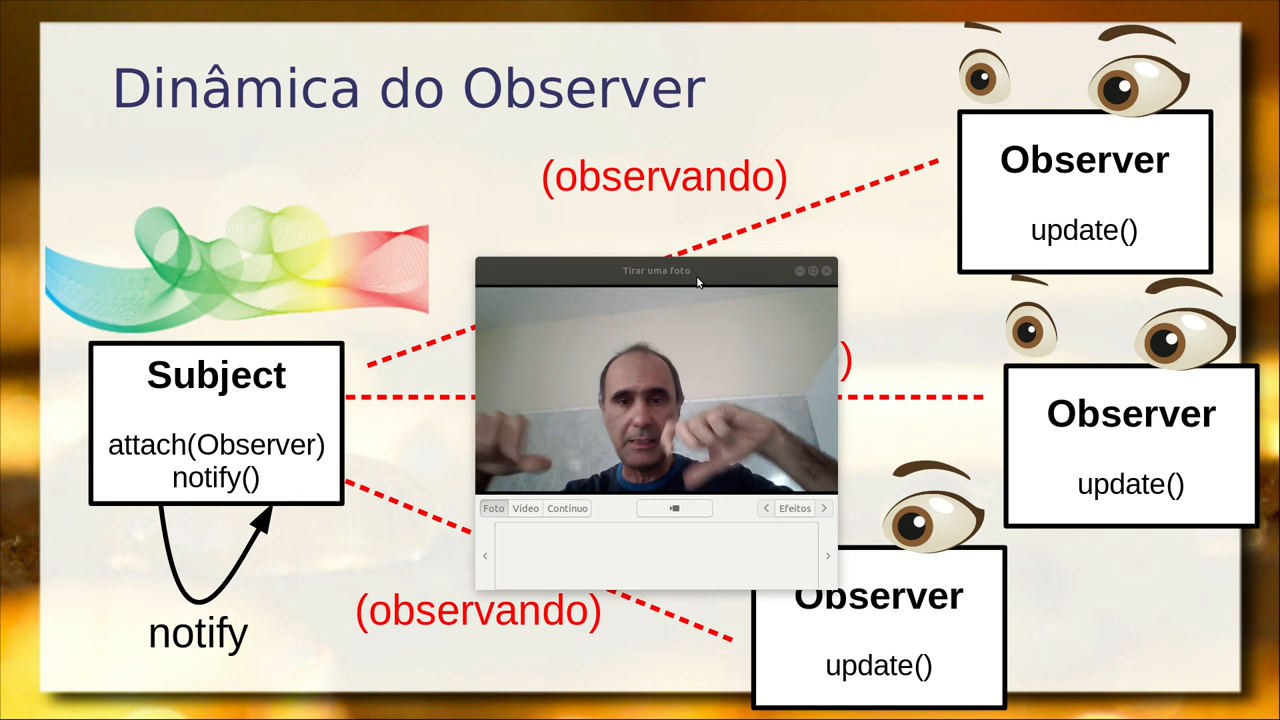 Dinâmica do Observer
(observando)
Observer
update()
Subject
attach(Observer)
notify()
notify
Tirar uma foto
)
Foto
Vídeo
Contínuo
Efeitos
Observer
update()
(observando)
Observer
update()